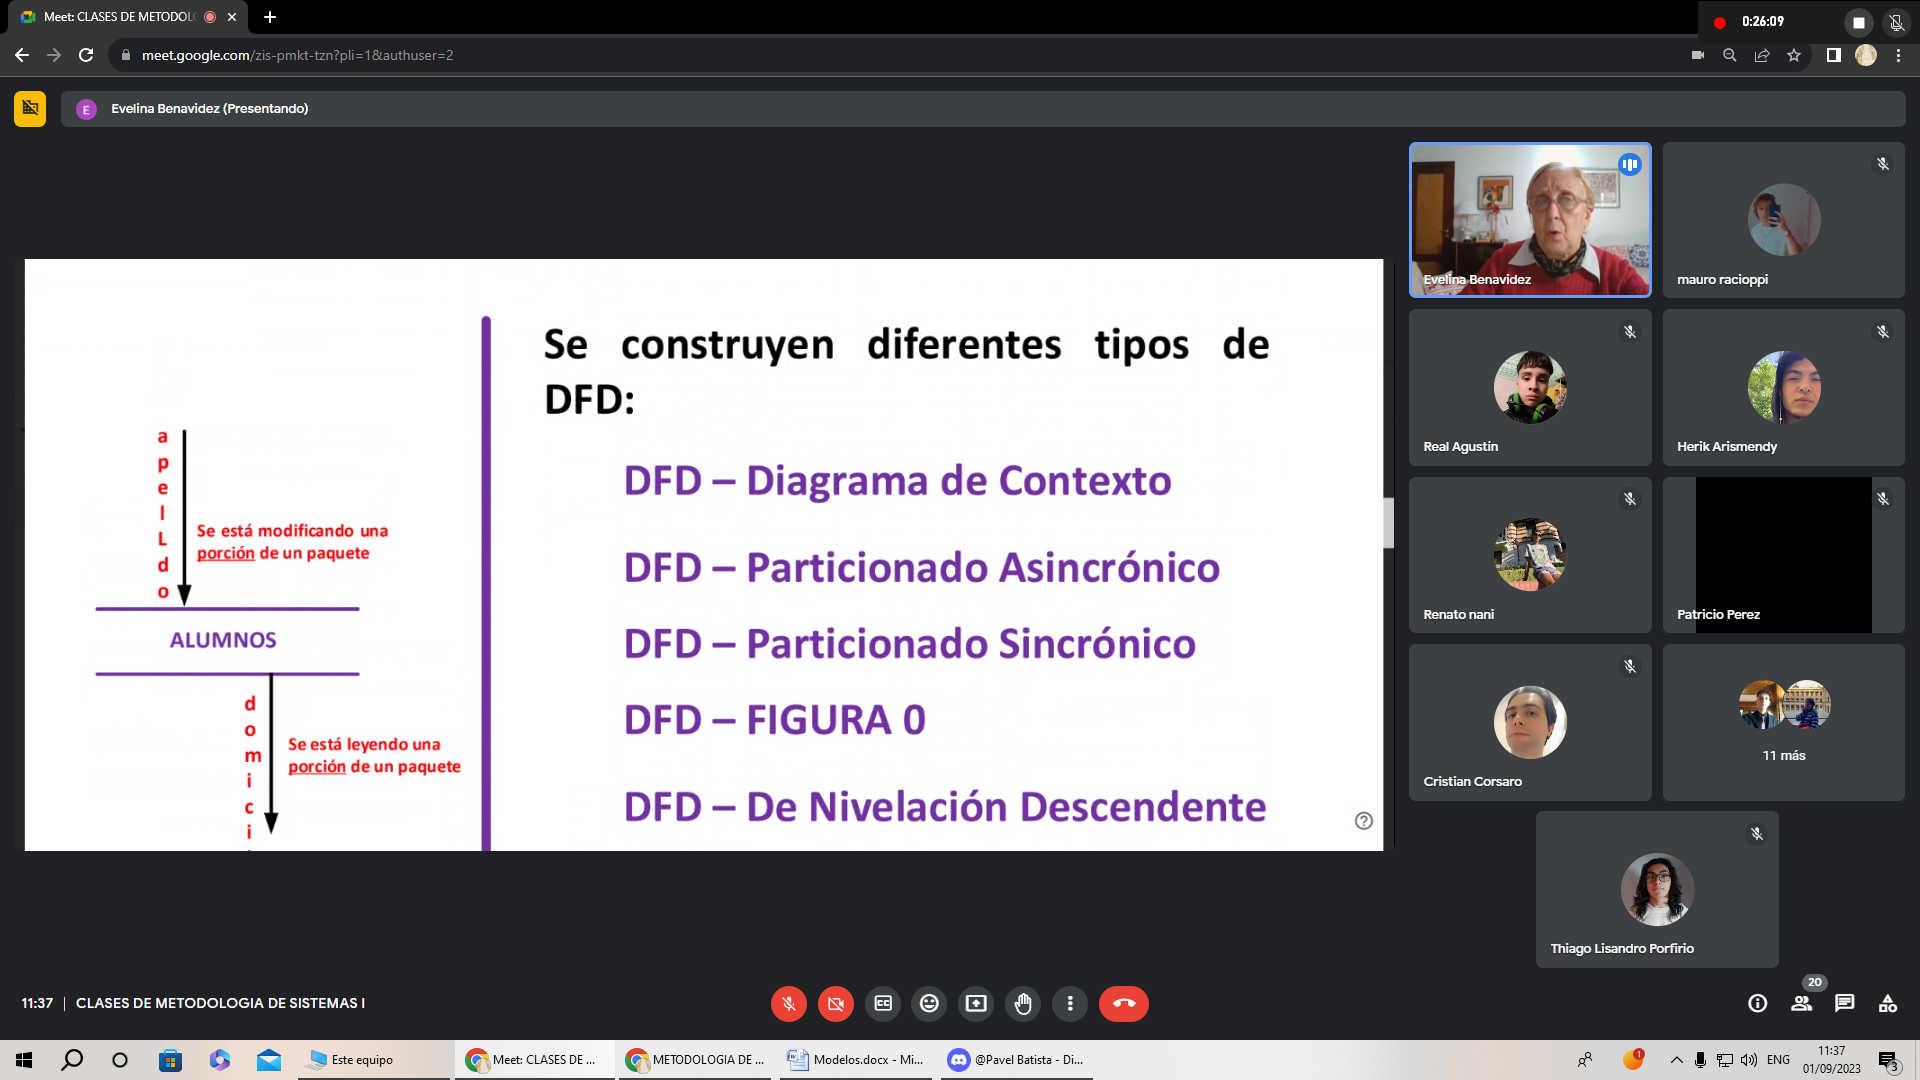 Meet: CLASES DE METODOL
0:26:09
meet.google.com/zis-pmkt-tzn?pli=1&authuser=2
E
Evelina Benavidez (Presentando)
apelLdo
Se está modificando una
porción de un paquete
ALUMNOS
domici
Se está leyendo una
porción de un paquete
Se construyen diferentes tipos de
DFD:
DFD – Diagrama de Contexto
DFD – Particionado Asincrónico
DFD – Particionado Sincrónico
DFD – FIGURA 0
DFD – De Nivelación Descendente
Evelina Benavidez
mauro racioppi
Real Agustín
Herik Arismendy
Renato nani
Patricio Perez
Cristian Corsaro
11 más
Thiago Lisandro Porfirio
11:37 | CLASES DE METODOLOGIA DE SISTEMAS I
20
Este equipo
Meet: CLASES DE ...
METODOLOGIA DE ...
Modelos.docx - Mi...
@Pavel Batista - Di...
1
ENG
11:37
01/09/2023
3